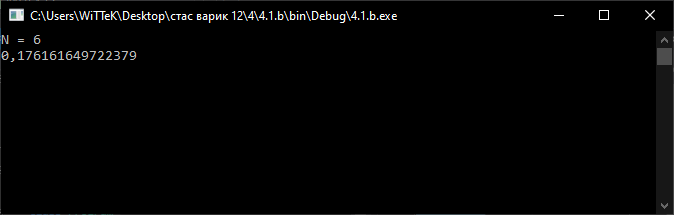 C:\Users\WiTTeK\Desktop\стас варик 12\4\4.1.b\bin\Debug\4.1.b.exe
N = 6
0,176161649722379